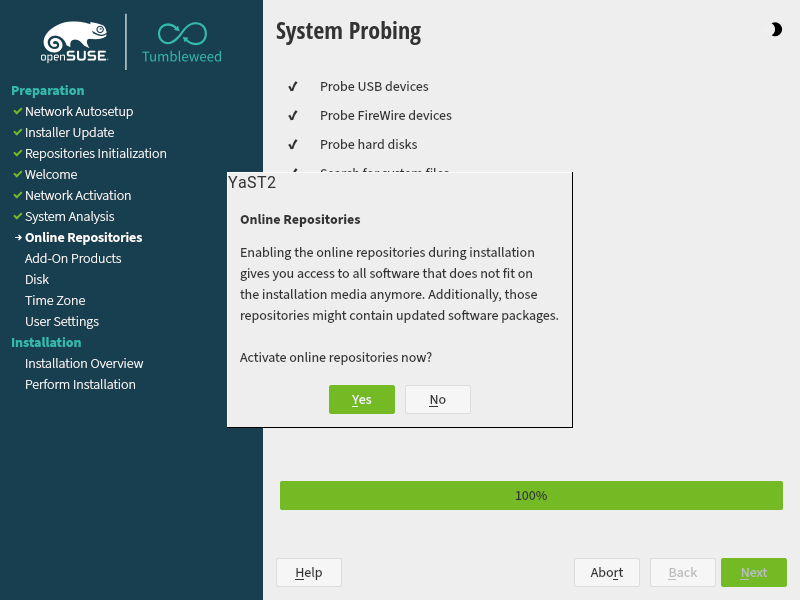 openSUSE
Tumbleweed
Preparation
Network Autosetup
Installer Update
Repositories Initialization
Welcome
Network Activation
System Analysis
Online Repositories
Add-On Products
Disk
Time Zone
User Settings
Installation
Installation Overview
Perform Installation
System Probing
Probe USB devices
Probe FireWire devices
Probe hard disks
Search for system files
YaST2
Online Repositories
Enabling the online repositories during installation
gives you access to all software that does not fit on
the installation media anymore. Additionally, those
repositories might contain updated software packages.
Activate online repositories now?
Yes
No
100%
Help
Abort
Back
Next